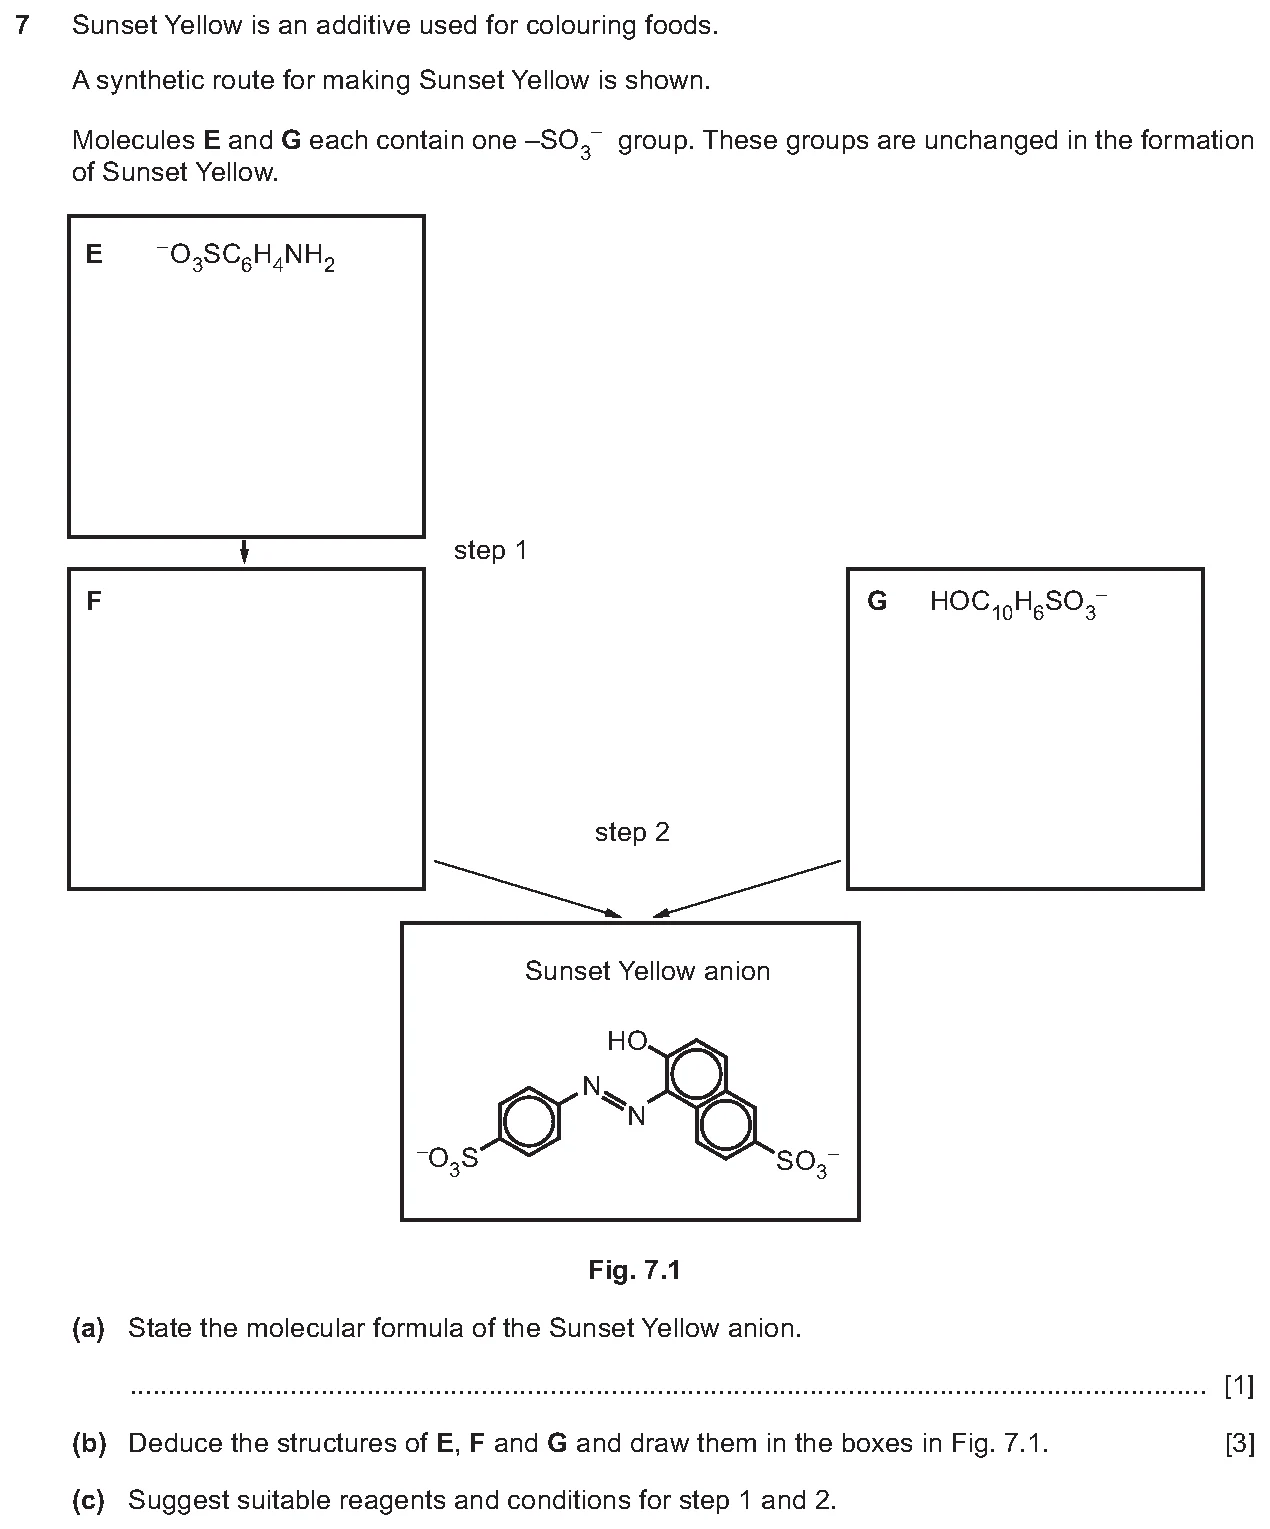 7 Sunset Yellow is an additive used for colouring foods.
A synthetic route for making Sunset Yellow is shown.
Molecules E and G each contain one –SO₃⁻ group. These groups are unchanged in the formation
of Sunset Yellow.
E ⁻O₃SC₆H₄NH₂
step 1
F
G HOC₁₀H₆SO₃⁻
step 2
Sunset Yellow anion
HO
N
N
⁻O₃S
SO₃⁻
Fig. 7.1
(a) State the molecular formula of the Sunset Yellow anion.
.......................................................................................................................................... [1]
(b) Deduce the structures of E, F and G and draw them in the boxes in Fig. 7.1. [3]
(c) Suggest suitable reagents and conditions for step 1 and 2.